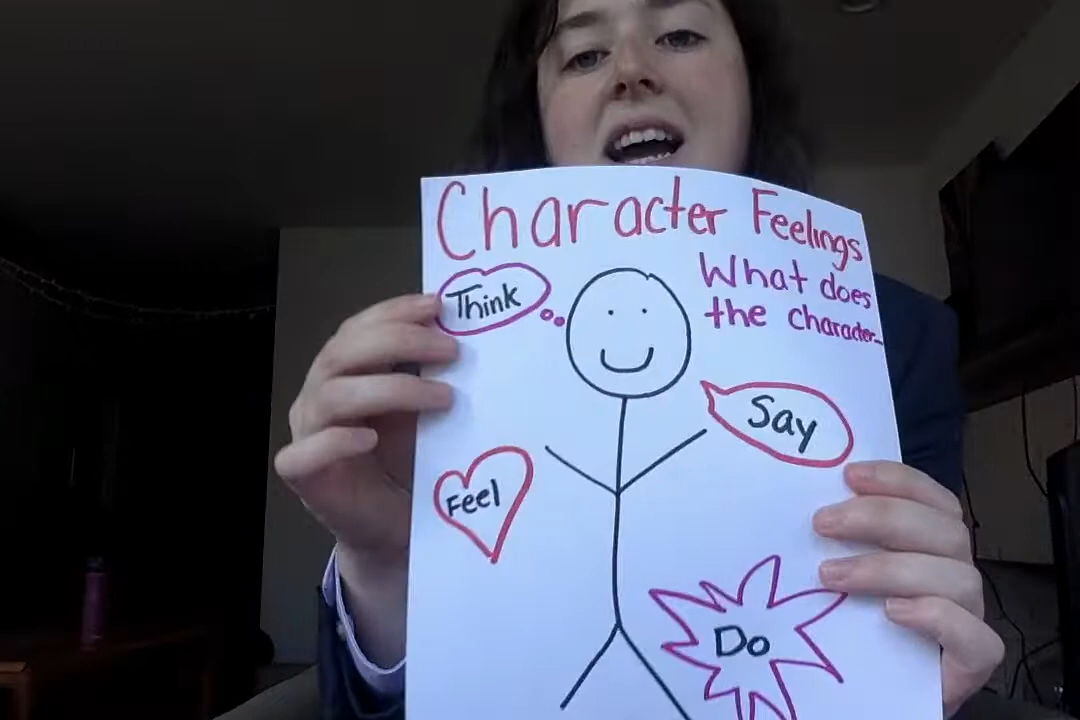 Character Feelings
What does
the character...
Think
Say
Feel
Do